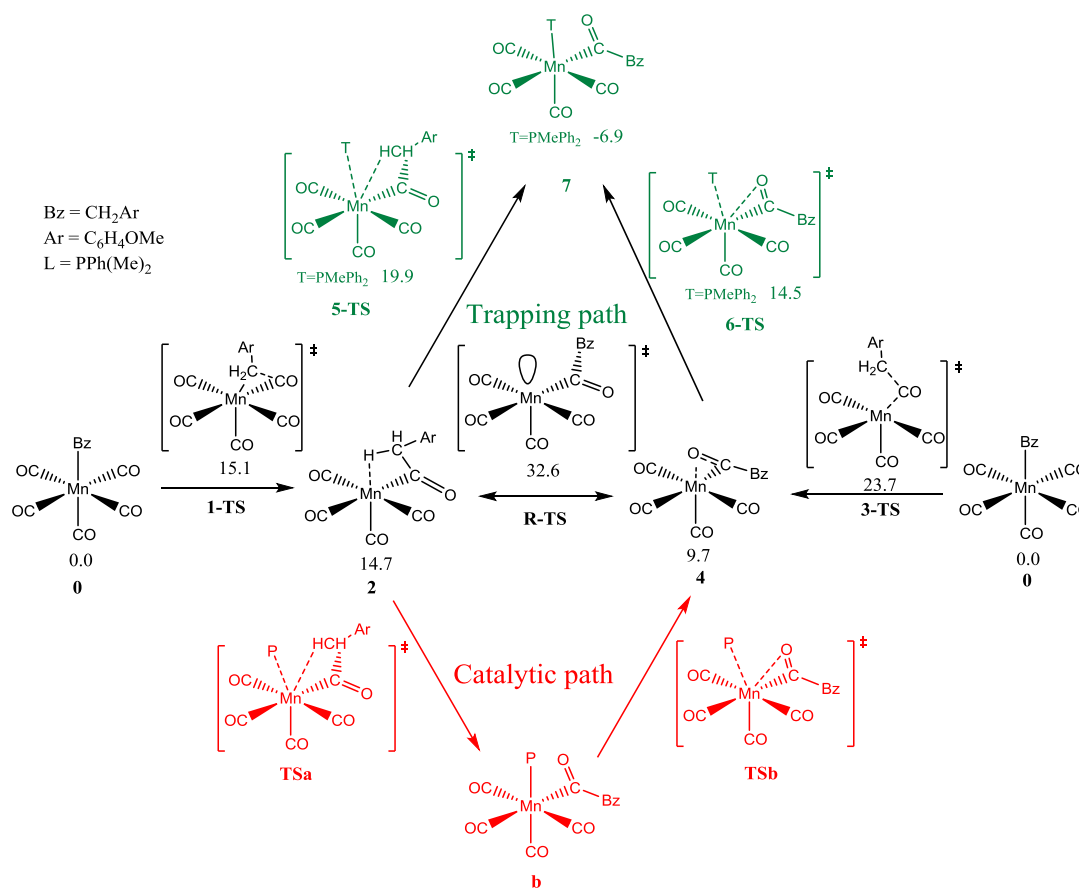 T
O
C
OC
Mn
Bz
OC
CO
CO
T=PMePh2 -6.9
7
Bz = CH2Ar
Ar = C6H4OMe
L = PPh(Me)2
T
HCH
Ar
‡
OC
Mn
C
O
OC
CO
CO
T=PMePh2 19.9
5-TS
T
O
‡
OC
Mn
C
Bz
OC
CO
CO
T=PMePh2 14.5
6-TS
Trapping path
Ar
‡
H2C
OC
CO
Mn
OC
CO
CO
15.1
1-TS
Bz
‡
OC
C
O
Mn
OC
CO
CO
32.6
R-TS
Ar
‡
H2C
CO
Mn
OC
CO
CO
23.7
3-TS
Bz
OC
CO
Mn
OC
CO
CO
0.0
0
H
H
C
Ar
Mn
C
O
OC
CO
CO
14.7
2
O
C
OC
Mn
Bz
OC
CO
CO
9.7
4
Bz
OC
CO
Mn
OC
CO
CO
0.0
0
P
HCH
Ar
‡
OC
Mn
C
O
OC
CO
CO
TSa
Catalytic path
P
O
‡
OC
Mn
C
Bz
OC
CO
CO
TSb
P
O
C
OC
Mn
Bz
OC
CO
CO
b